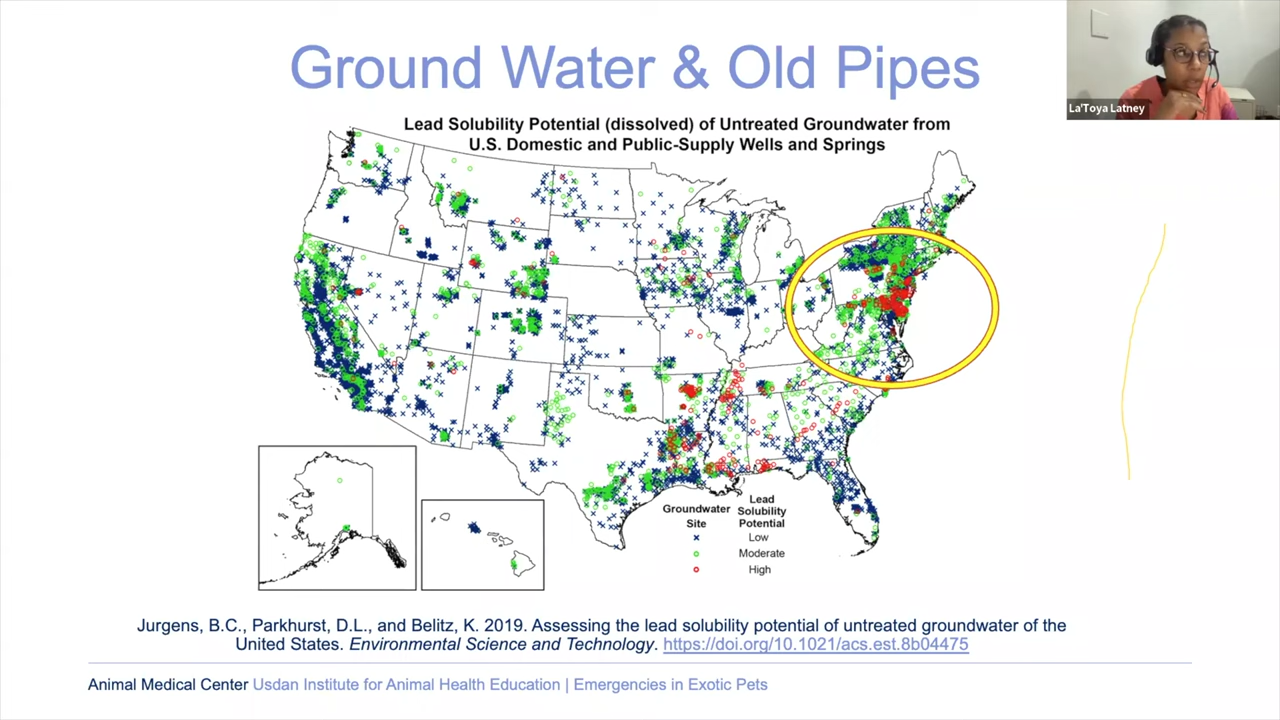 Ground Water & Old Pipes
La'Toya Latney
Lead Solubility Potential (dissolved) of Untreated Groundwater from
U.S. Domestic and Public-Supply Wells and Springs
Groundwater
Site
Lead
Solubility
Potential
Low
Moderate
High
Jurgens, B.C., Parkhurst, D.L., and Belitz, K. 2019. Assessing the lead solubility potential of untreated groundwater of the
United States. Environmental Science and Technology. https://doi.org/10.1021/acs.est.8b04475
Animal Medical Center Usdan Institute for Animal Health Education | Emergencies in Exotic Pets